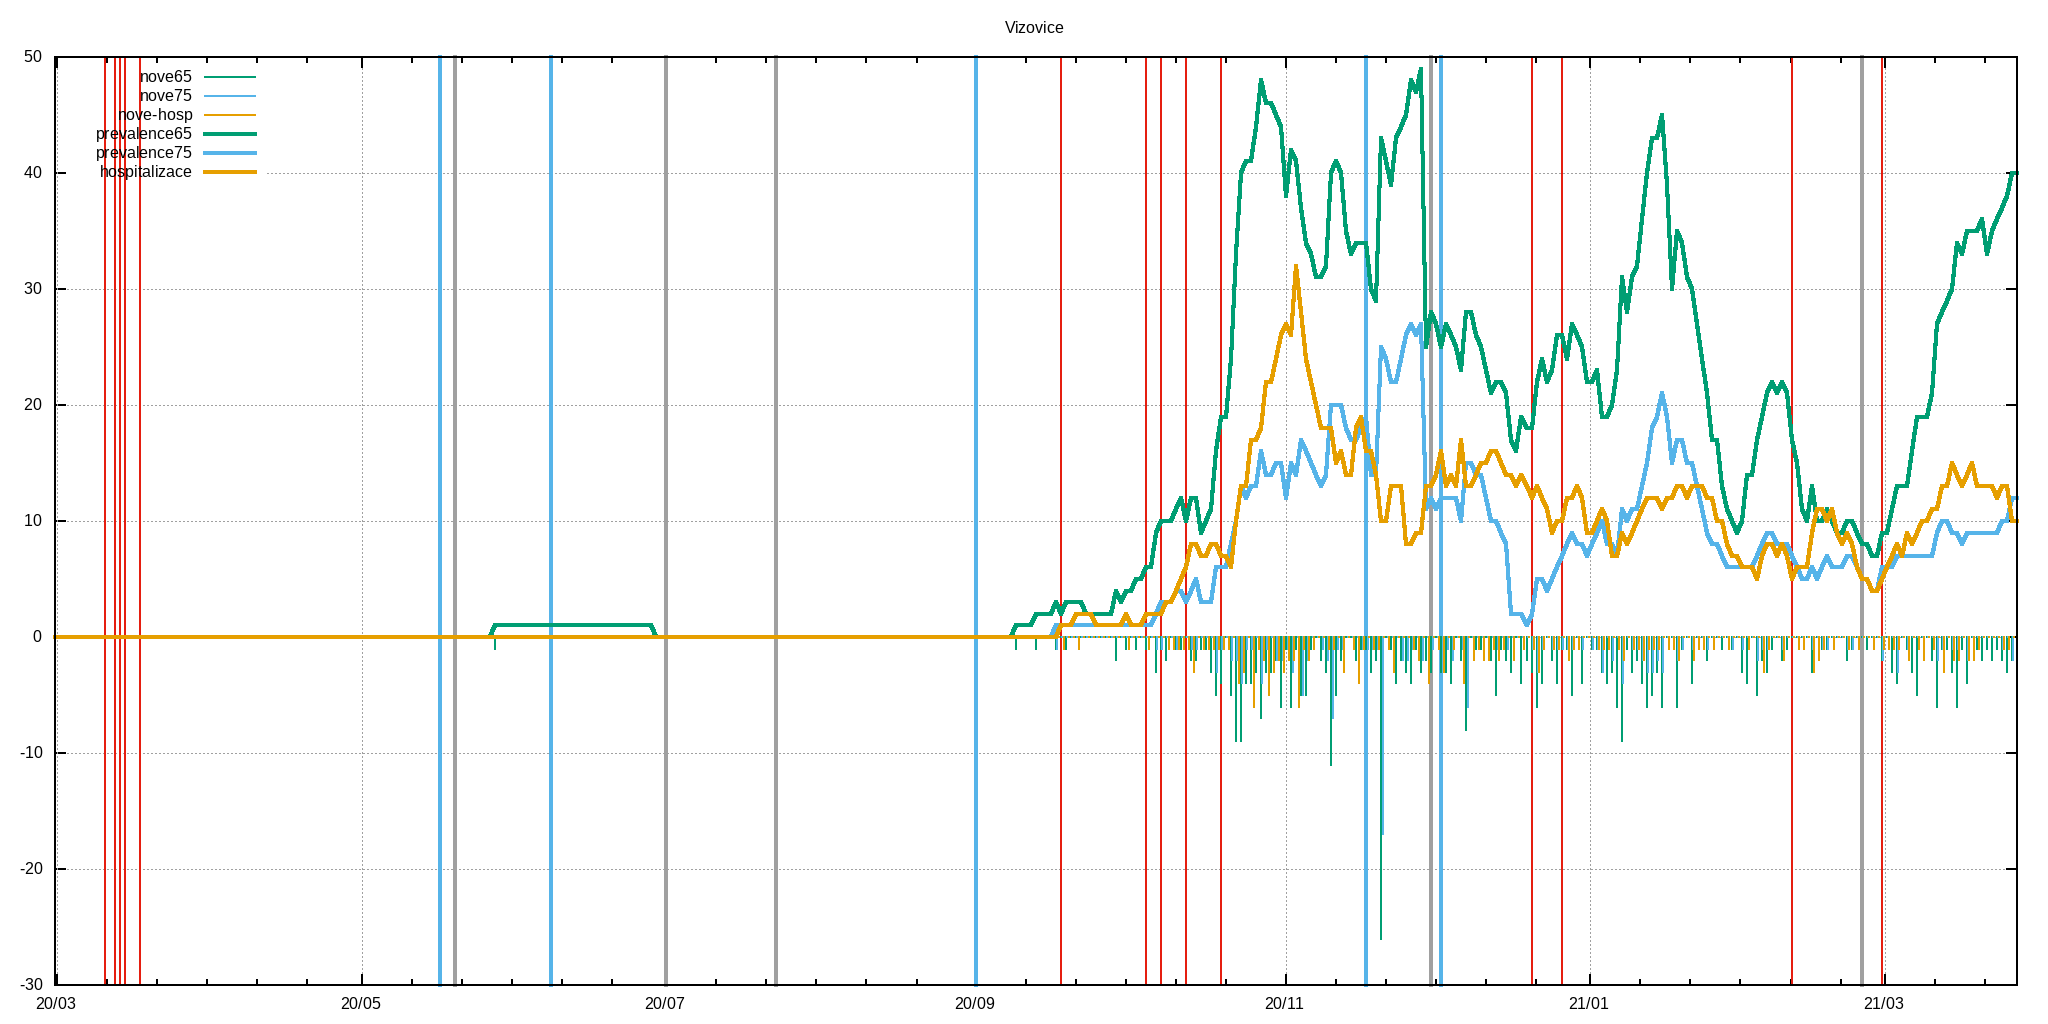 Vizovice
50
40
30
20
10
0
-10
-20
-30
nove65
nove75
nove-hosp
prevalence65
prevalence75
hospitalizace
20/03 20/05 20/07 20/09 20/11 21/01 21/03